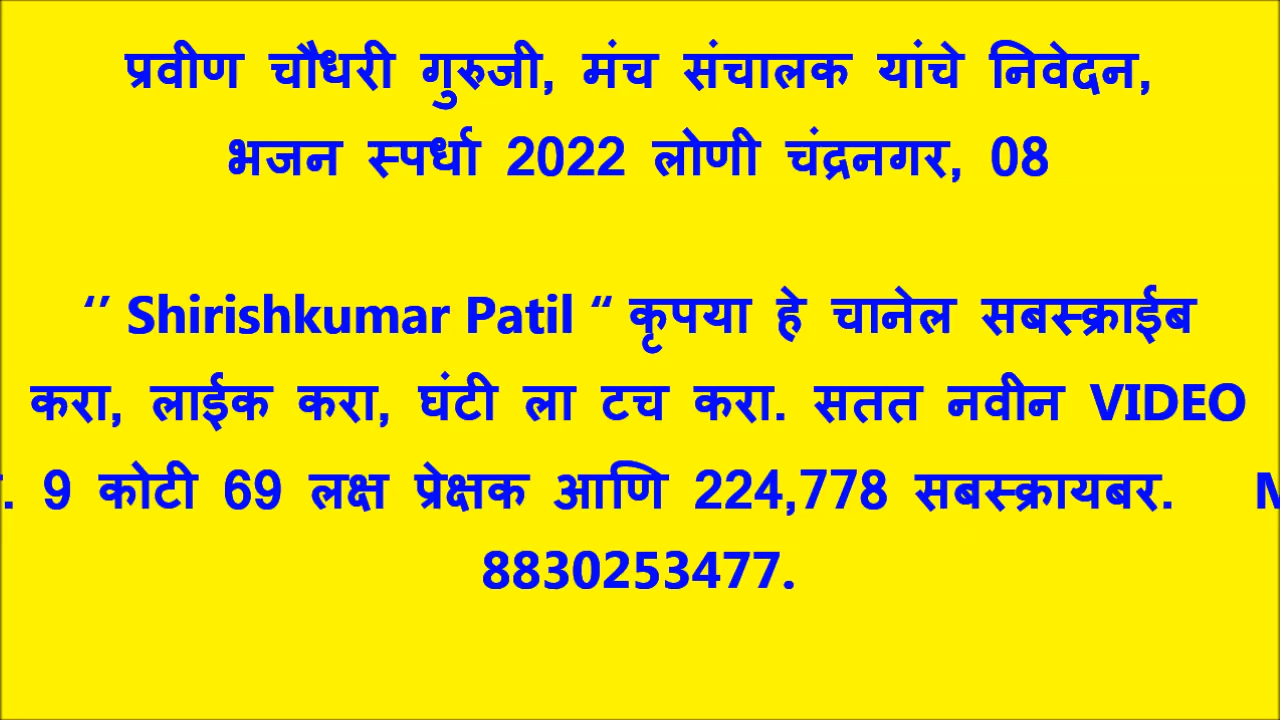 प्रवीण चौधरी गुरुजी, मंच संचालक यांचे निवेदन,
भजन स्पर्धा 2022 लोणी चंद्रनगर, 08
‘’ Shirishkumar Patil “ कृपया हे चानेल सबस्क्राईब
करा, लाईक करा, घंटी ला टच करा. सतत नवीन VIDEO
. 9 कोटी 69 लक्ष प्रेक्षक आणि 224,778 सबस्क्रायबर.
8830253477.